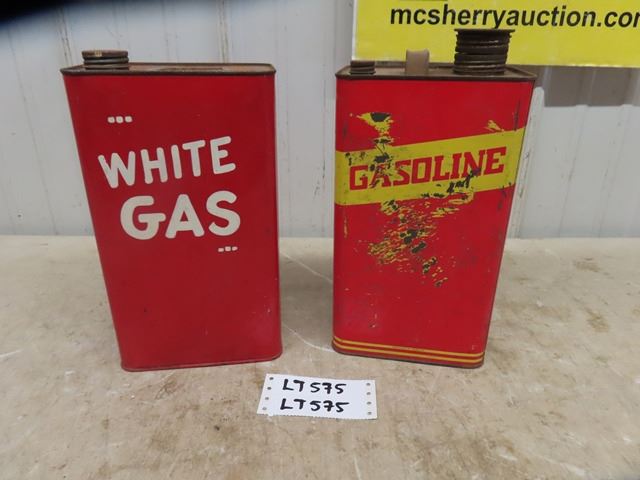 mcsherryauction.com
WHITE
GAS
GASOLINE
LT575
LT575